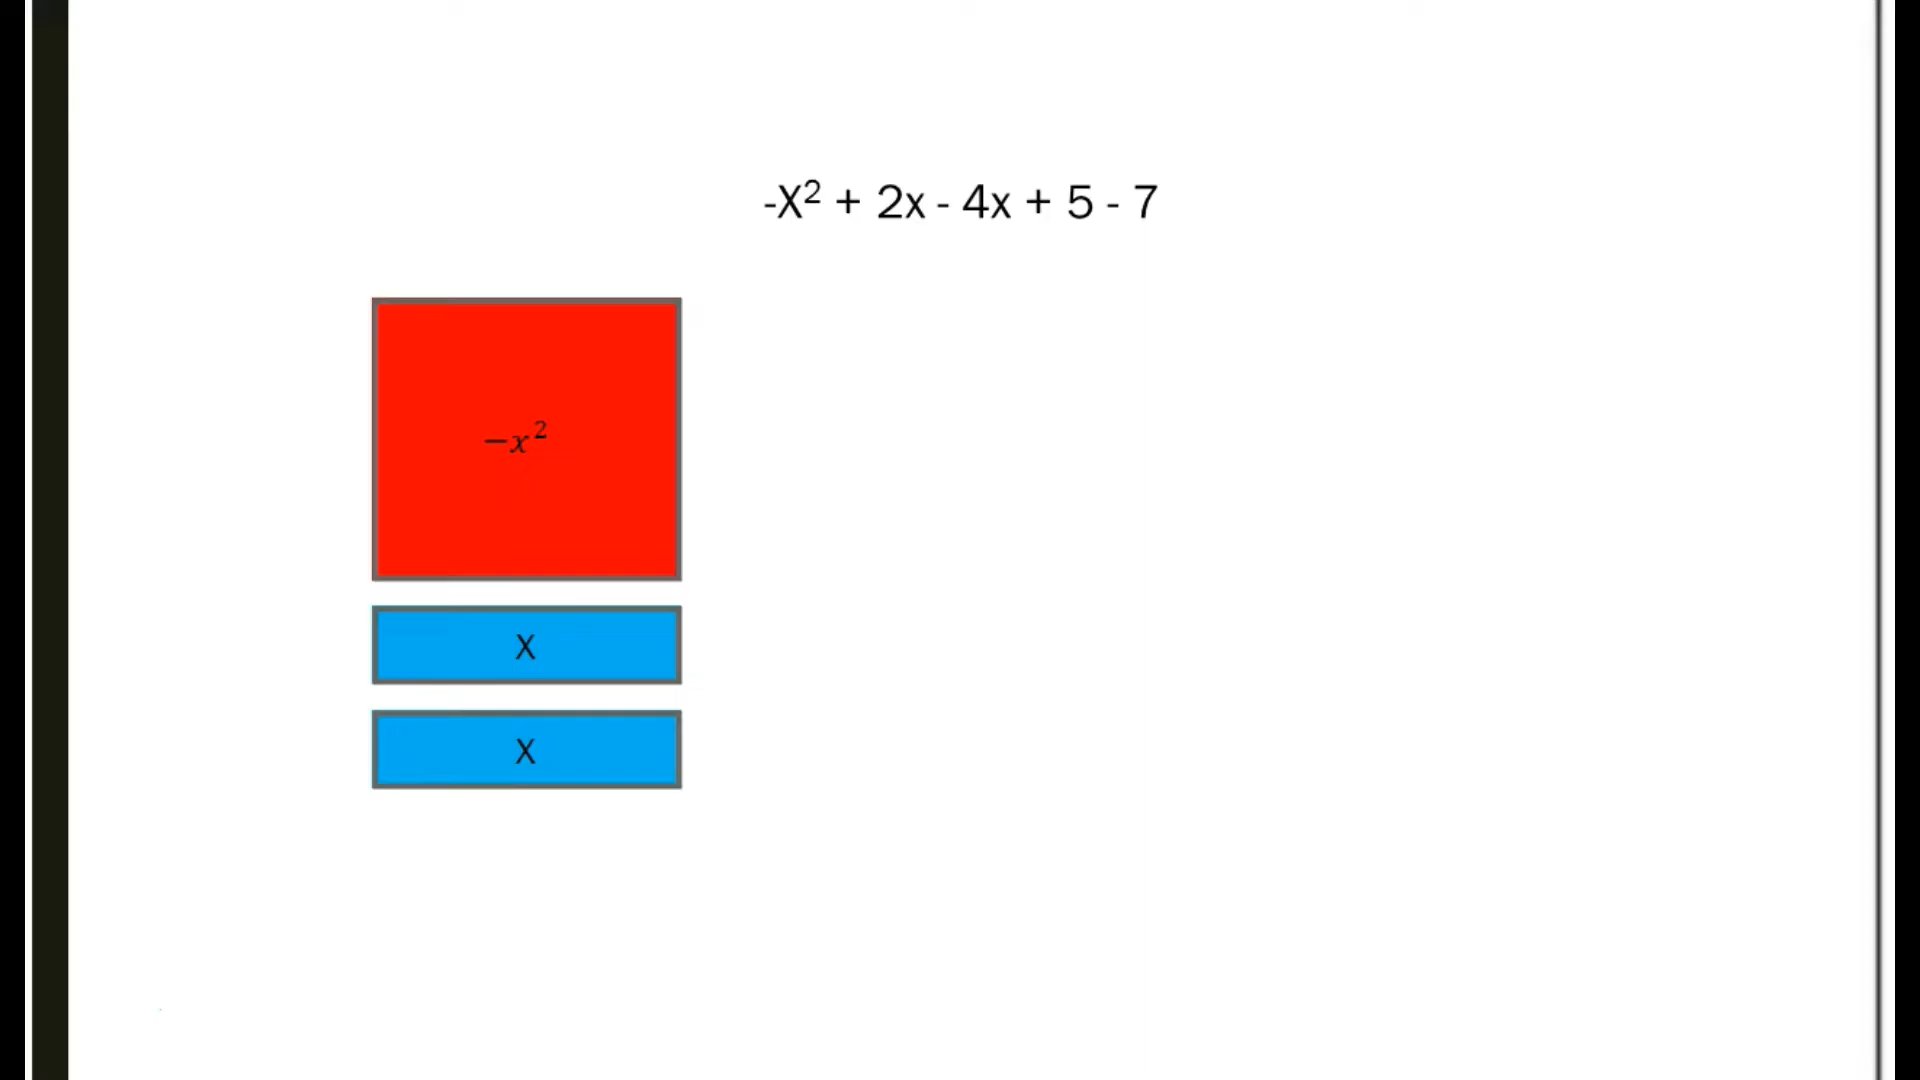 -X² + 2x - 4x + 5 - 7
−x²
X
X